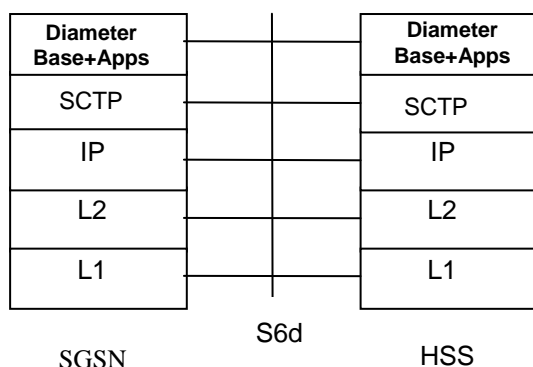 Diameter
Base+Apps
SCTP
IP
L2
L1
Diameter
Base+Apps
SCTP
IP
L2
L1
S6d
SGSN
HSS